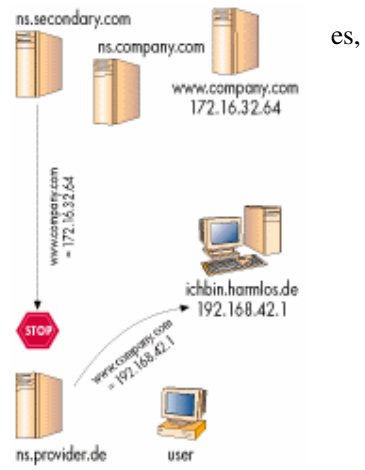 ns.secondary.com
es,
ns.company.com
www.company.com
172.16.32.64
www.company.com
= 172.16.32.64
ichbin.harmlos.de
192.168.42.1
STOP
www.company.com
= 192.168.42.1
ns.provider.de
user